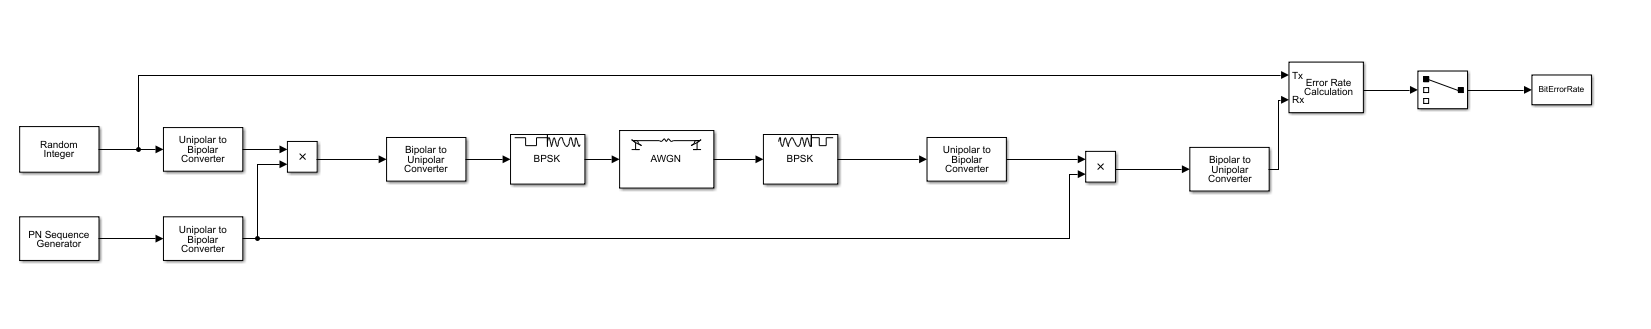 Tx
Error Rate
Calculation
Rx
BitErrorRate
Random
Integer
Unipolar to
Bipolar
Converter
×
Bipolar to
Unipolar
Converter
BPSK
AWGN
BPSK
Unipolar to
Bipolar
Converter
×
Bipolar to
Unipolar
Converter
PN Sequence
Generator
Unipolar to
Bipolar
Converter